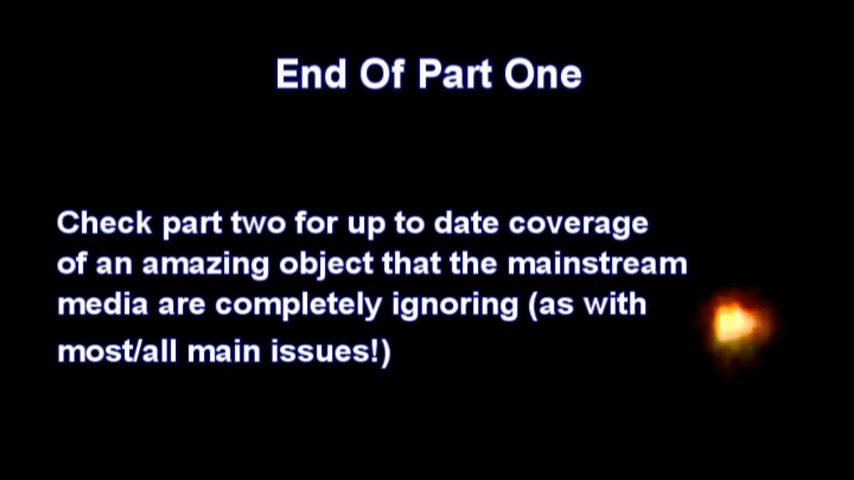 End Of Part One
Check part two for up to date coverage
of an amazing object that the mainstream
media are completely ignoring (as with
most/all main issues!)